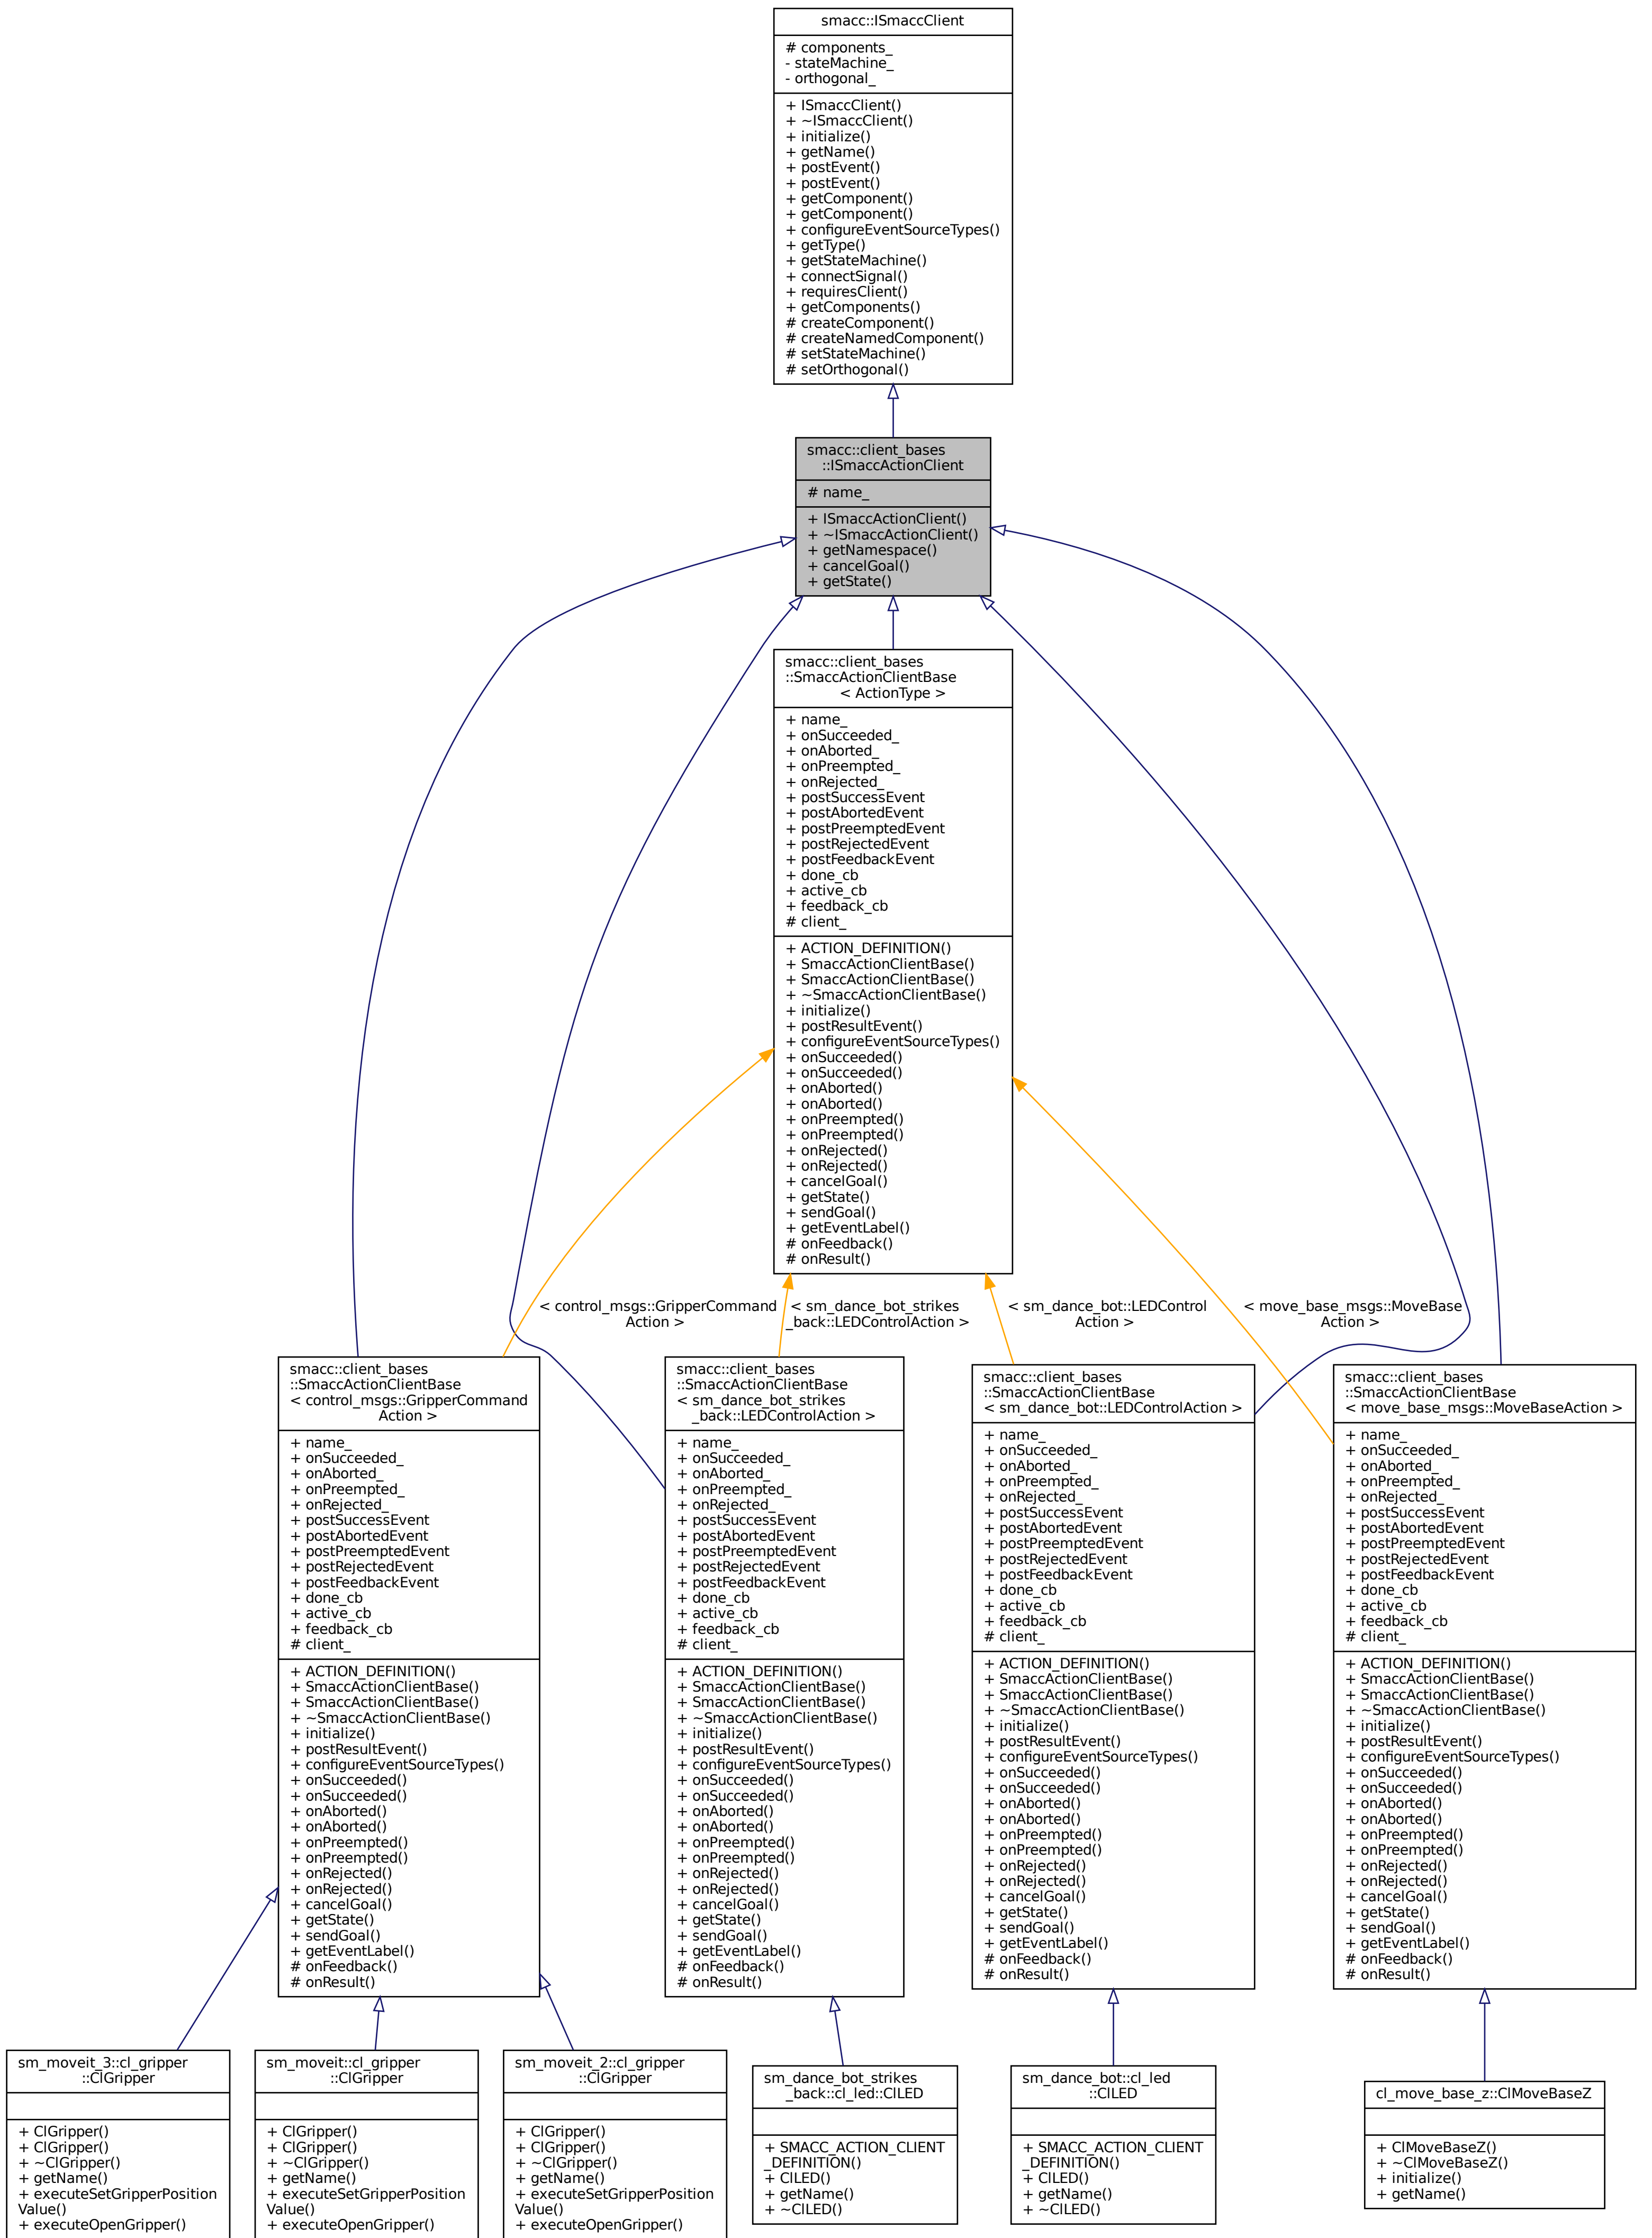 smacc::ISmaccClient
# components_
- stateMachine_
- orthogonal_
+ ISmaccClient()
+ ~ISmaccClient()
+ initialize()
+ getName()
+ postEvent()
+ postEvent()
+ getComponent()
+ getComponent()
+ configureEventSourceTypes()
+ getType()
+ getStateMachine()
+ connectSignal()
+ requiresClient()
+ getComponents()
# createComponent()
# createNamedComponent()
# setStateMachine()
# setOrthogonal()
smacc::client_bases
::ISmaccActionClient
# name_
+ ISmaccActionClient()
+ ~ISmaccActionClient()
+ getNamespace()
+ cancelGoal()
+ getState()
smacc::client_bases
::SmaccActionClientBase
< ActionType >
+ name_
+ onSucceeded_
+ onAborted_
+ onPreempted_
+ onRejected_
+ postSuccessEvent
+ postAbortedEvent
+ postPreemptedEvent
+ postRejectedEvent
+ postFeedbackEvent
+ done_cb
+ active_cb
+ feedback_cb
# client_
+ ACTION_DEFINITION()
+ SmaccActionClientBase()
+ SmaccActionClientBase()
+ ~SmaccActionClientBase()
+ initialize()
+ postResultEvent()
+ configureEventSourceTypes()
+ onSucceeded()
+ onSucceeded()
+ onAborted()
+ onAborted()
+ onPreempted()
+ onPreempted()
+ onRejected()
+ onRejected()
+ cancelGoal()
+ getState()
+ sendGoal()
+ getEventLabel()
# onFeedback()
# onResult()
< control_msgs::GripperCommand
Action >
< sm_dance_bot_strikes
_back::LEDControlAction >
< sm_dance_bot::LEDControl
Action >
< move_base_msgs::MoveBase
Action >
smacc::client_bases
::SmaccActionClientBase
< control_msgs::GripperCommand
Action >
+ name_
+ onSucceeded_
+ onAborted_
+ onPreempted_
+ onRejected_
+ postSuccessEvent
+ postAbortedEvent
+ postPreemptedEvent
+ postRejectedEvent
+ postFeedbackEvent
+ done_cb
+ active_cb
+ feedback_cb
# client_
+ ACTION_DEFINITION()
+ SmaccActionClientBase()
+ SmaccActionClientBase()
+ ~SmaccActionClientBase()
+ initialize()
+ postResultEvent()
+ configureEventSourceTypes()
+ onSucceeded()
+ onSucceeded()
+ onAborted()
+ onAborted()
+ onPreempted()
+ onPreempted()
+ onRejected()
+ onRejected()
+ cancelGoal()
+ getState()
+ sendGoal()
+ getEventLabel()
# onFeedback()
# onResult()
smacc::client_bases
::SmaccActionClientBase
< sm_dance_bot_strikes
_back::LEDControlAction >
+ name_
+ onSucceeded_
+ onAborted_
+ onPreempted_
+ onRejected_
+ postSuccessEvent
+ postAbortedEvent
+ postPreemptedEvent
+ postRejectedEvent
+ postFeedbackEvent
+ done_cb
+ active_cb
+ feedback_cb
# client_
+ ACTION_DEFINITION()
+ SmaccActionClientBase()
+ SmaccActionClientBase()
+ ~SmaccActionClientBase()
+ initialize()
+ postResultEvent()
+ configureEventSourceTypes()
+ onSucceeded()
+ onSucceeded()
+ onAborted()
+ onAborted()
+ onPreempted()
+ onPreempted()
+ onRejected()
+ onRejected()
+ cancelGoal()
+ getState()
+ sendGoal()
+ getEventLabel()
# onFeedback()
# onResult()
smacc::client_bases
::SmaccActionClientBase
< sm_dance_bot::LEDControlAction >
+ name_
+ onSucceeded_
+ onAborted_
+ onPreempted_
+ onRejected_
+ postSuccessEvent
+ postAbortedEvent
+ postPreemptedEvent
+ postRejectedEvent
+ postFeedbackEvent
+ done_cb
+ active_cb
+ feedback_cb
# client_
+ ACTION_DEFINITION()
+ SmaccActionClientBase()
+ SmaccActionClientBase()
+ ~SmaccActionClientBase()
+ initialize()
+ postResultEvent()
+ configureEventSourceTypes()
+ onSucceeded()
+ onSucceeded()
+ onAborted()
+ onAborted()
+ onPreempted()
+ onPreempted()
+ onRejected()
+ onRejected()
+ cancelGoal()
+ getState()
+ sendGoal()
+ getEventLabel()
# onFeedback()
# onResult()
smacc::client_bases
::SmaccActionClientBase
< move_base_msgs::MoveBaseAction >
+ name_
+ onSucceeded_
+ onAborted_
+ onPreempted_
+ onRejected_
+ postSuccessEvent
+ postAbortedEvent
+ postPreemptedEvent
+ postRejectedEvent
+ postFeedbackEvent
+ done_cb
+ active_cb
+ feedback_cb
# client_
+ ACTION_DEFINITION()
+ SmaccActionClientBase()
+ SmaccActionClientBase()
+ ~SmaccActionClientBase()
+ initialize()
+ postResultEvent()
+ configureEventSourceTypes()
+ onSucceeded()
+ onSucceeded()
+ onAborted()
+ onAborted()
+ onPreempted()
+ onPreempted()
+ onRejected()
+ onRejected()
+ cancelGoal()
+ getState()
+ sendGoal()
+ getEventLabel()
# onFeedback()
# onResult()
sm_moveit_3::cl_gripper
::ClGripper
+ ClGripper()
+ ClGripper()
+ ~ClGripper()
+ getName()
+ executeSetGripperPosition
Value()
+ executeOpenGripper()
sm_moveit::cl_gripper
::ClGripper
+ ClGripper()
+ ClGripper()
+ ~ClGripper()
+ getName()
+ executeSetGripperPosition
Value()
+ executeOpenGripper()
sm_moveit_2::cl_gripper
::ClGripper
+ ClGripper()
+ ClGripper()
+ ~ClGripper()
+ getName()
+ executeSetGripperPosition
Value()
+ executeOpenGripper()
sm_dance_bot_strikes
_back::cl_led::ClLED
+ SMACC_ACTION_CLIENT
_DEFINITION()
+ ClLED()
+ getName()
+ ~ClLED()
sm_dance_bot::cl_led
::ClLED
+ SMACC_ACTION_CLIENT
_DEFINITION()
+ ClLED()
+ getName()
+ ~ClLED()
cl_move_base_z::ClMoveBaseZ
+ ClMoveBaseZ()
+ ~ClMoveBaseZ()
+ initialize()
+ getName()